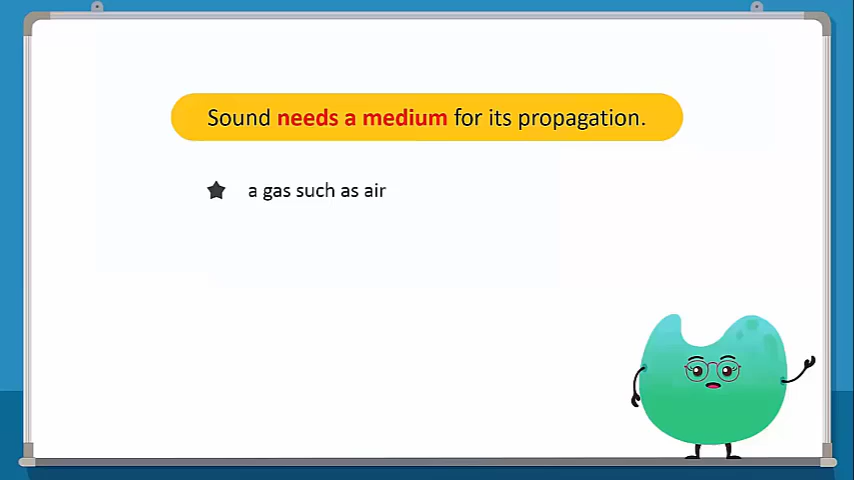 Sound needs a medium for its propagation.
a gas such as air